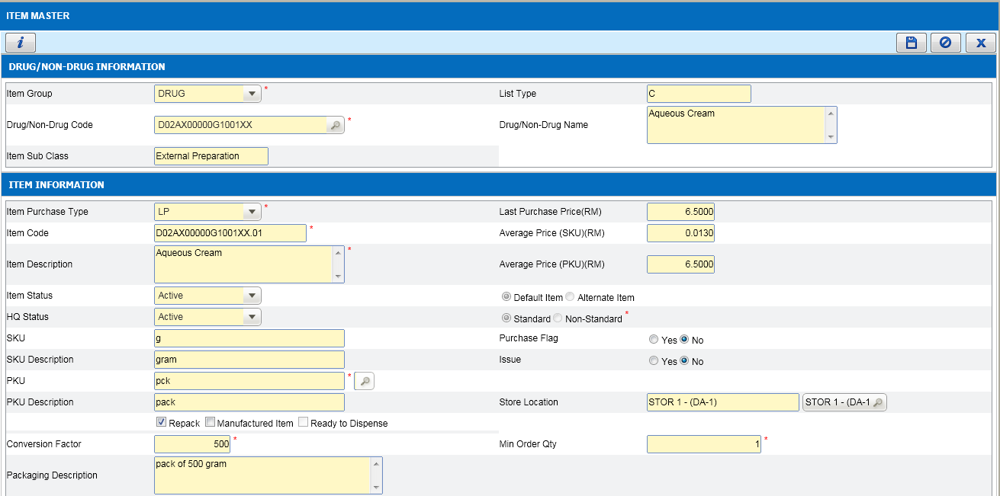 ITEM MASTER
i
X
DRUG/NON-DRUG INFORMATION
Item Group DRUG * List Type C
Drug/Non-Drug Code D02AX00000G1001XX * Drug/Non-Drug Name Aqueous Cream
Item Sub Class External Preparation
ITEM INFORMATION
Item Purchase Type LP * Last Purchase Price(RM) 6.5000
Item Code D02AX00000G1001XX.01 * Average Price (SKU)(RM) 0.0130
Item Description Aqueous Cream * Average Price (PKU)(RM) 6.5000
Item Status Active Default Item Alternate Item
HQ Status Active Standard Non-Standard *
SKU g Purchase Flag Yes No
SKU Description gram Issue Yes No
PKU pck *
PKU Description pack Store Location STOR 1 - (DA-1) STOR 1 - (DA-1
Repack Manufactured Item Ready to Dispense
Conversion Factor 500 * Min Order Qty 1 *
Packaging Description pack of 500 gram